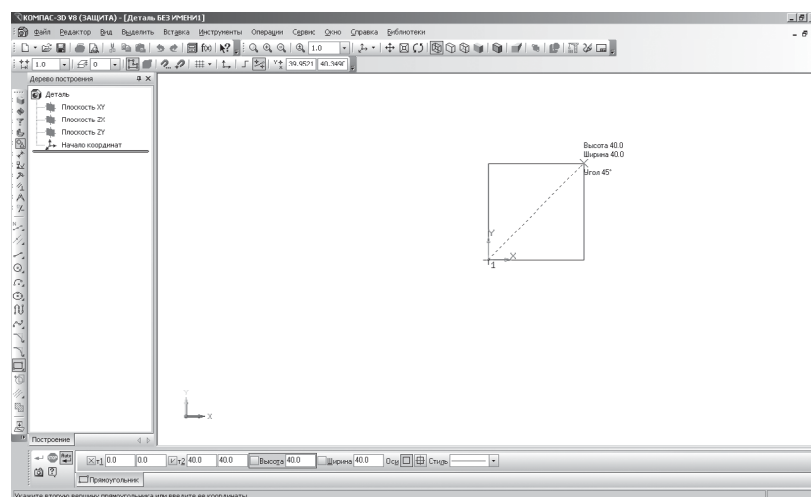 КОМПАС-3D V8 (ЗАЩИТА) - [Деталь БЕЗ ИМЕНИ1]
Файл Редактор Вид Выделить Вставка Инструменты Операции Сервис Окно Справка Библиотеки
1.0
1.0 0 39.9521 40.349
Дерево построения
Деталь
Плоскость XY
Плоскость ZX
Плоскость ZY
Начало координат
Высота 40.0
Ширина 40.0
Угол 45°
Y
X
1
Y
X
Построение
Auto т1 0.0 0.0 т2 40.0 40.0 Высота 40.0 Ширина 40.0 Оси Стиль
Прямоугольник
Укажите вторую вершину прямоугольника или введите ее координаты